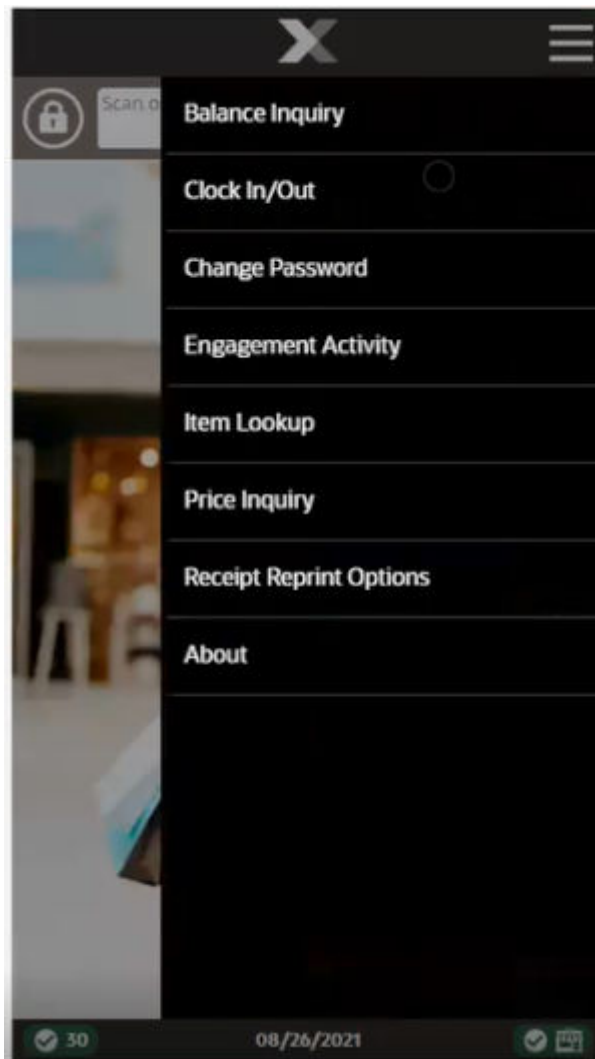 Scan o
Balance Inquiry
Clock In/Out
Change Password
Engagement Activity
Item Lookup
Price Inquiry
Receipt Reprint Options
About
30
08/26/2021